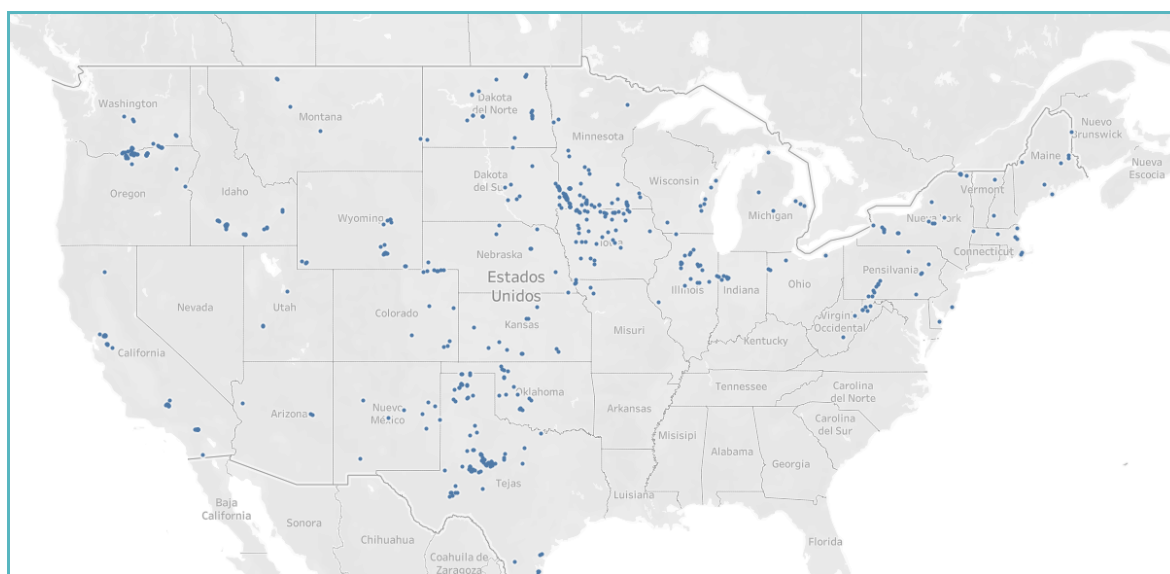 Washington
Montana
Dakota
del Norte
Minnesota
Nuevo
Brunswick
Maine
Nueva
Escocia
Oregon
Idaho
Dakota
del Su
Wisconsin
Vermont
Wyoming
Michigan
Nueva York
Nebraska
Iowa
Connecticut
Estados
Unidos
Illinois
Indiana
Ohio
Pensilvania
Nevada
Utah
Colorado
Kansas
Misuri
Virgin
Occidental
California
Kentucky
Arizona
Nuevo
México
Oklahoma
Arkansas
Tennessee
Carolina
del Norte
Carolina
del Sur
Misisipi
Alabama
Georgia
Tejas
Luisiana
Baja
California
Sonora
Chihuahua
Coahuila de
Zaragoza
Florida